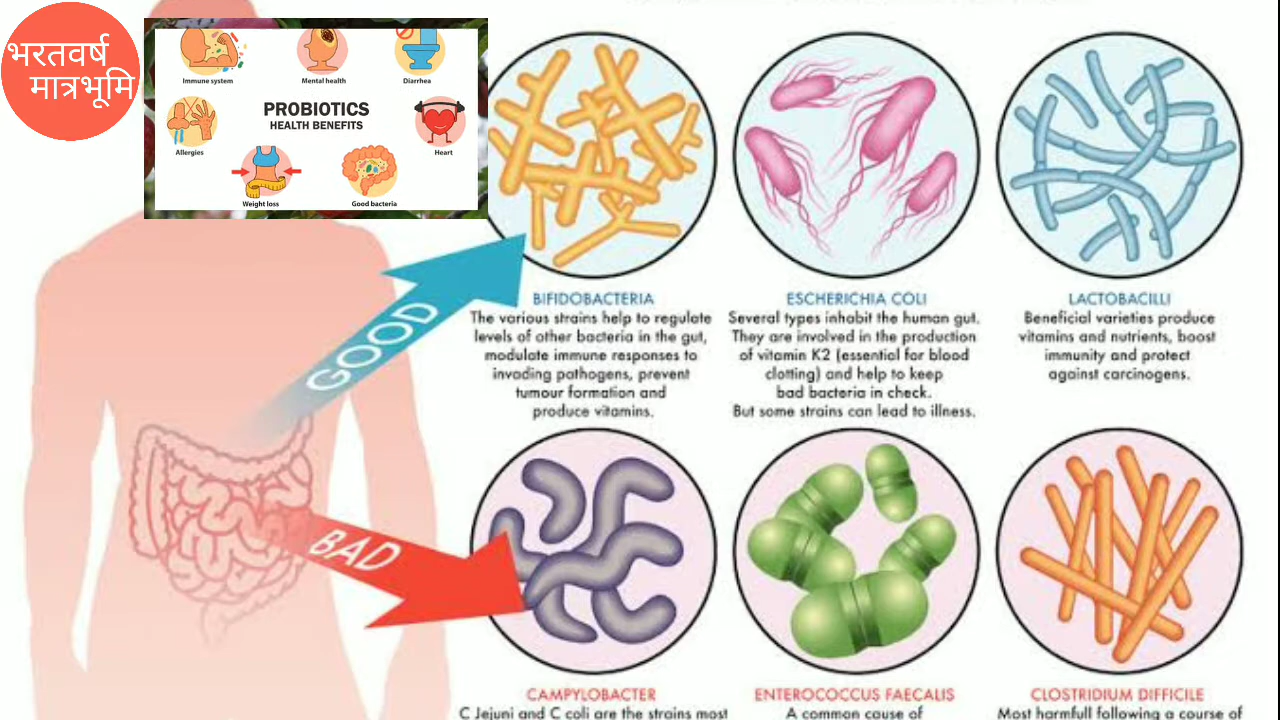 भरतवर्ष
मात्रभूमि
Immune system
Mental health
Diarrhea
PROBIOTICS
HEALTH BENEFITS
Allergies
Heart
Weight loss
Good bacteria
GOOD
BAD
BIFIDOBACTERIA
The various strains help to regulate
levels of other bacteria in the gut,
modulate immune responses to
invading pathogens, prevent
tumour formation and
produce vitamins.
ESCHERICHIA COLI
Several types inhabit the human gut.
They are involved in the production
of vitamin K2 (essential for blood
clotting) and help to keep
bad bacteria in check.
But some strains can lead to illness.
LACTOBACILLI
Beneficial varieties produce
vitamins and nutrients, boost
immunity and protect
against carcinogens.
CAMPYLOBACTER
C Jejuni and C coli are the strains most
ENTEROCOCCUS FAECALIS
A common cause of
CLOSTRIDIUM DIFFICILE
Most harmfull following a course of